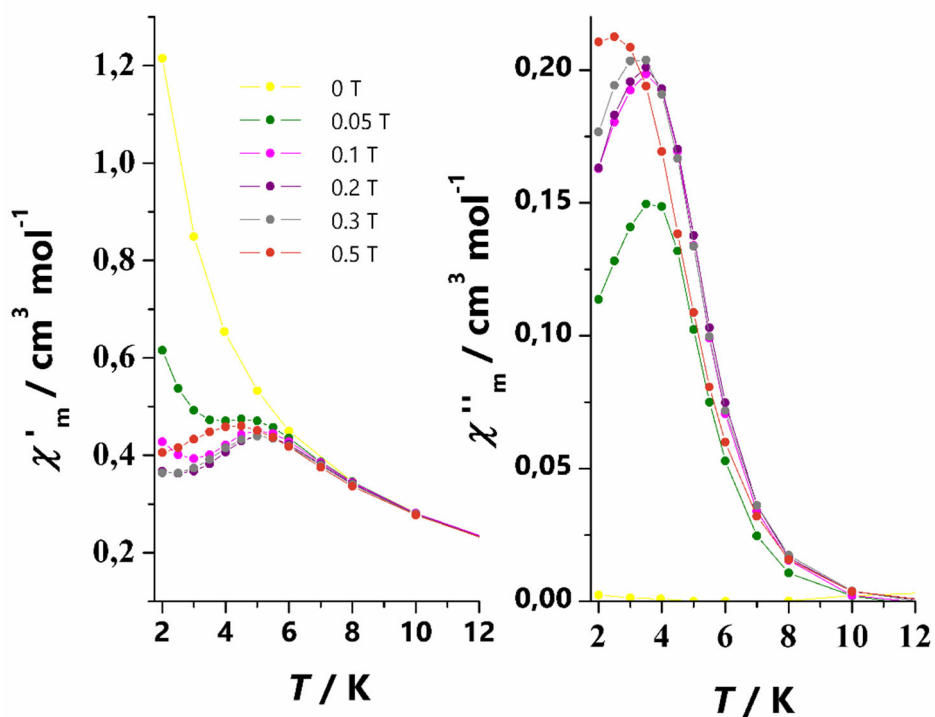 χ'm / cm3 mol-1
1,2
1,0
0,8
0,6
0,4
0,2
0 T
0.05 T
0.1 T
0.2 T
0.3 T
0.5 T
2 4 6 8 10 12
T / K
χ''m / cm3 mol-1
0,20
0,15
0,10
0,05
0,00
2 4 6 8 10 12
T / K